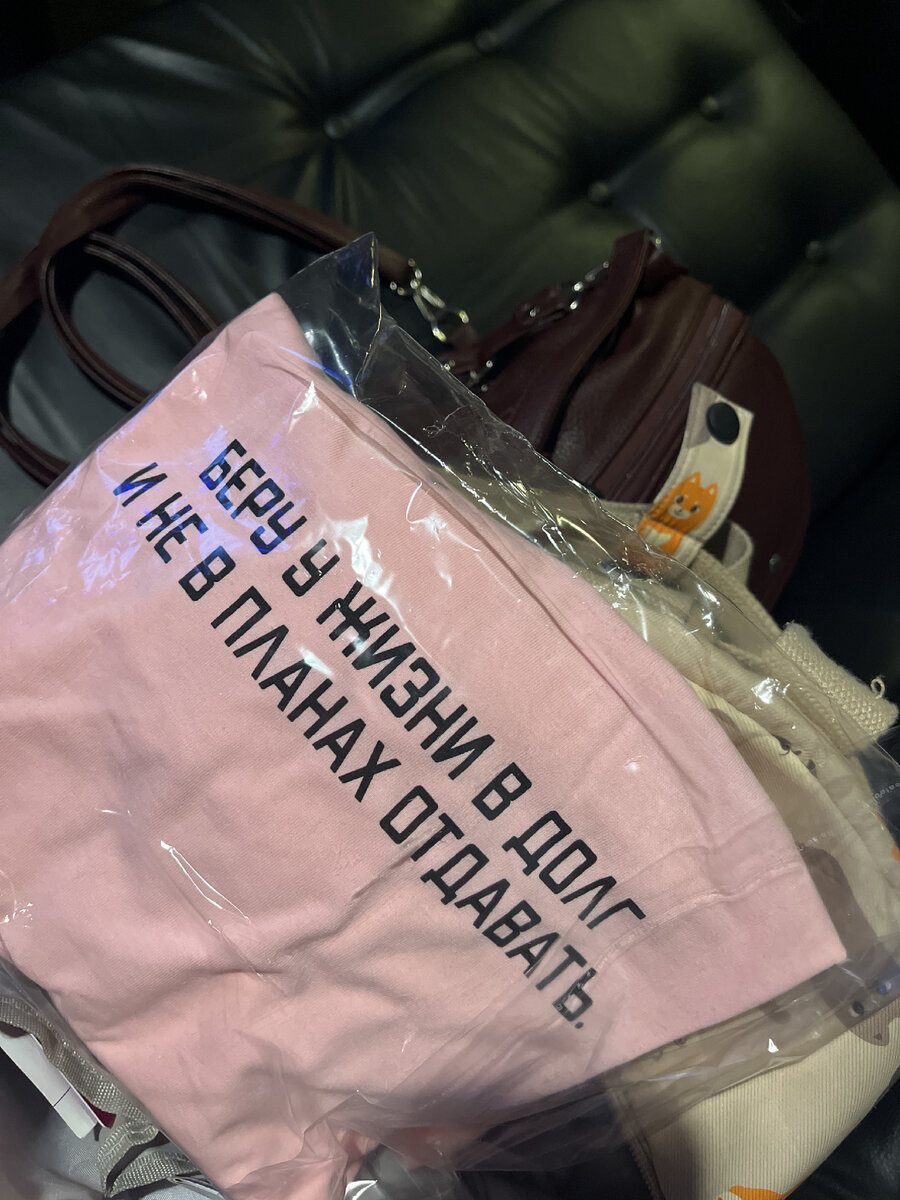 БЕРУ У ЖИЗНИ В ДОЛГ
И НЕ В ПЛАНАХ ОТДАВАТЬ.